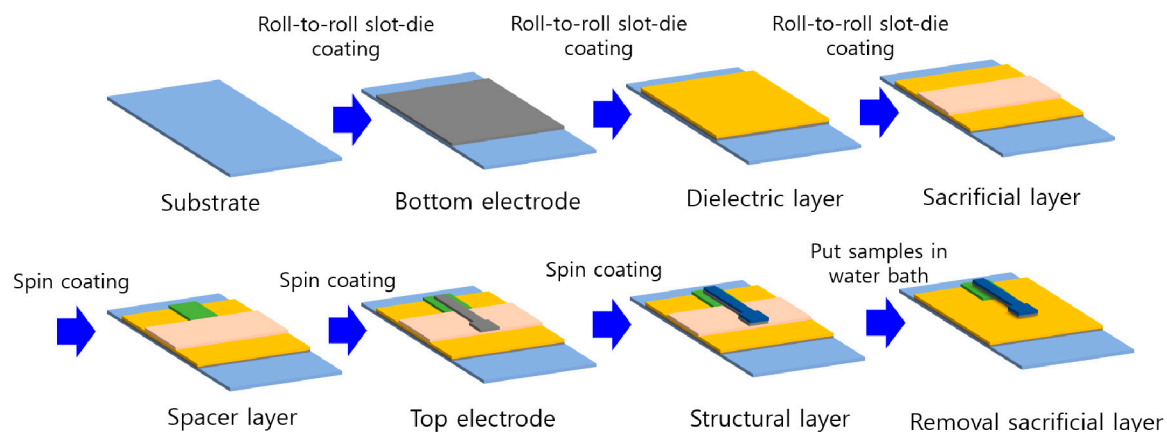 Roll-to-roll slot-die
coating
Roll-to-roll slot-die
coating
Roll-to-roll slot-die
coating
Substrate
Bottom electrode
Dielectric layer
Sacrificial layer
Spin coating
Spin coating
Spin coating
Put samples in
water bath
Spacer layer
Top electrode
Structural layer
Removal sacrificial layer